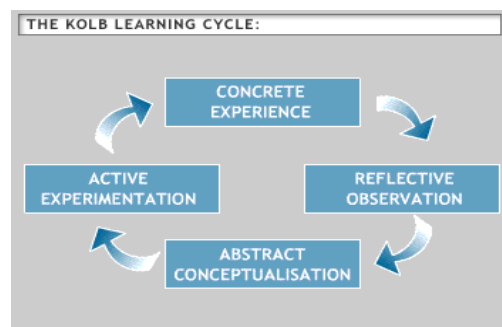 THE KOLB LEARNING CYCLE:
CONCRETE
EXPERIENCE
ACTIVE
EXPERIMENTATION
REFLECTIVE
OBSERVATION
ABSTRACT
CONCEPTUALISATION